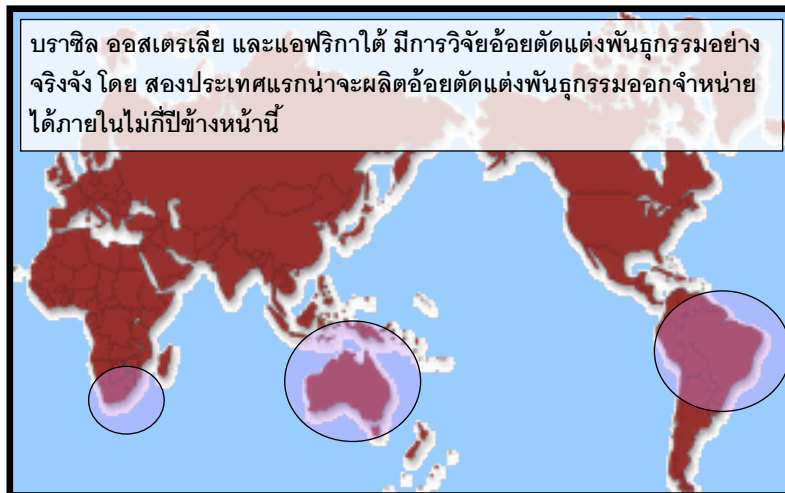 บราซิล ออสเตรเลีย และแอฟริกาใต้ มีการวิจัยอ้อยตัดแต่งพันธุกรรมอย่าง
จริงจัง โดย สองประเทศแรกน่าจะผลิตอ้อยตัดแต่งพันธุกรรมออกจำหน่าย
ได้ภายในไม่กี่ปีข้างหน้านี้